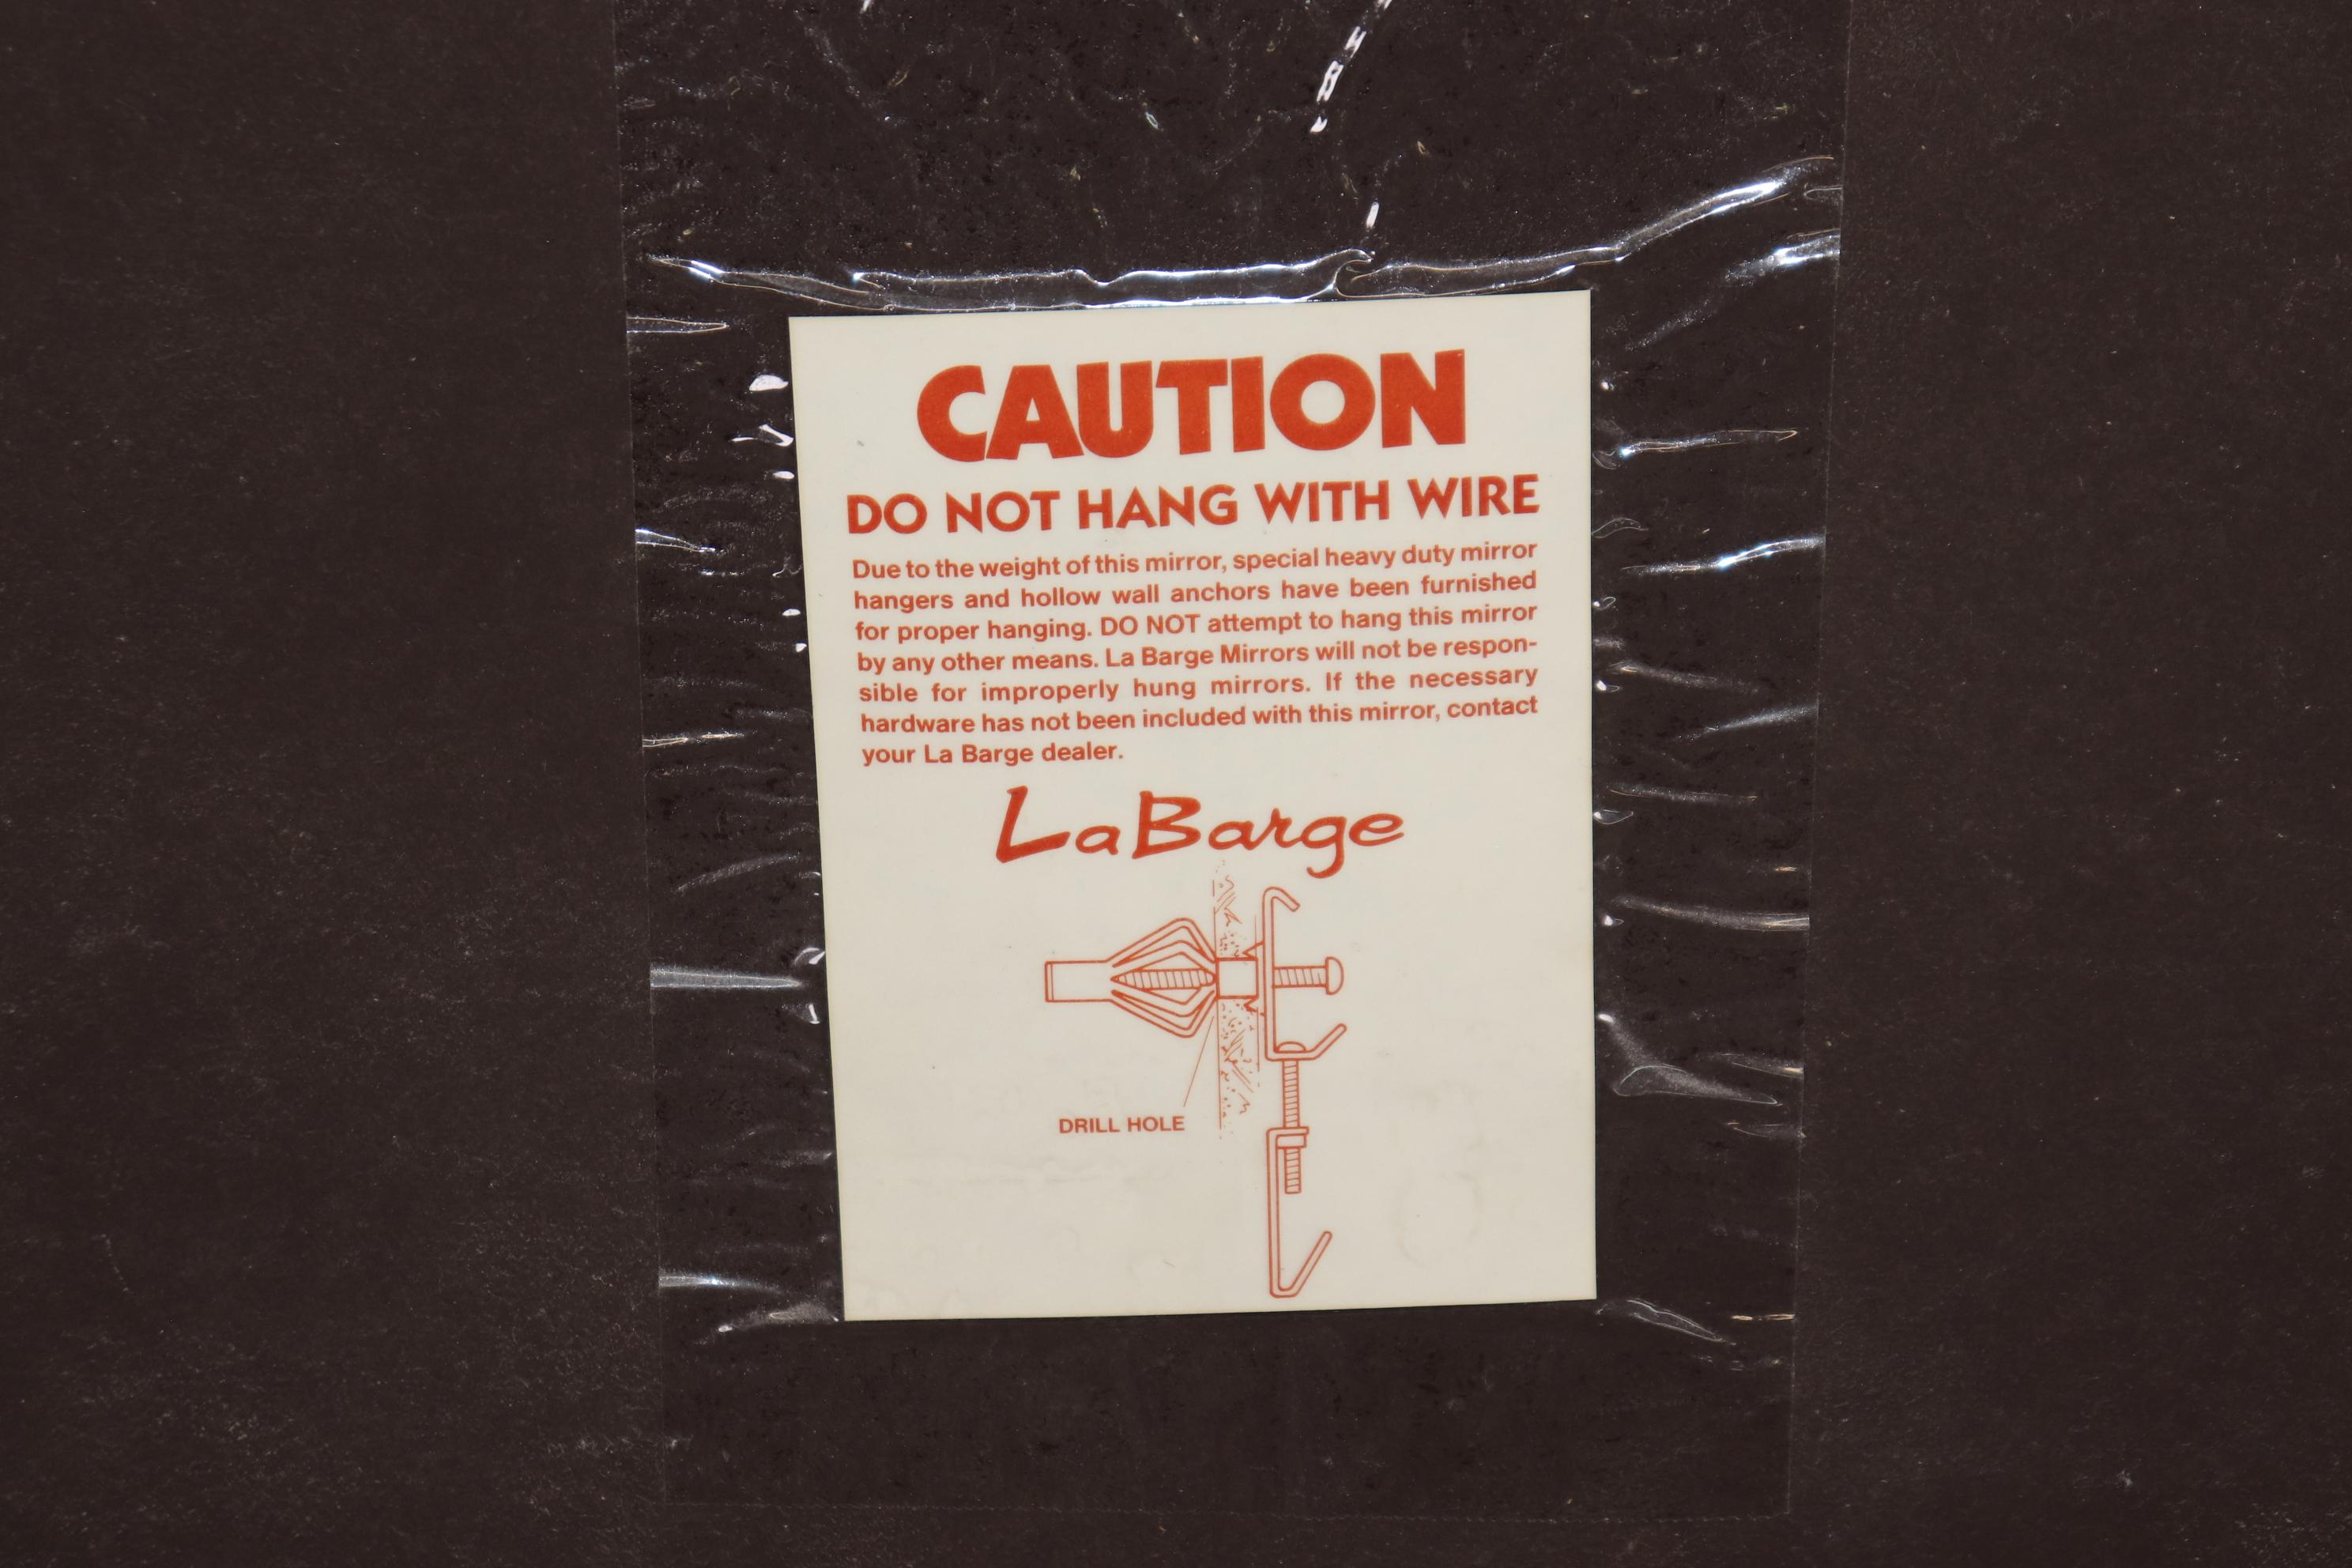 CAUTION
DO NOT HANG WITH WIRE
Due to the weight of this mirror, special heavy duty mirror
hangers and hollow wall anchors have been furnished
for proper hanging. DO NOT attempt to hang this mirror
by any other means. La Barge Mirrors will not be respon-
sible for improperly hung mirrors. If the necessary
hardware has not been included with this mirror, contact
your La Barge dealer.
La Barge
DRILL HOLE